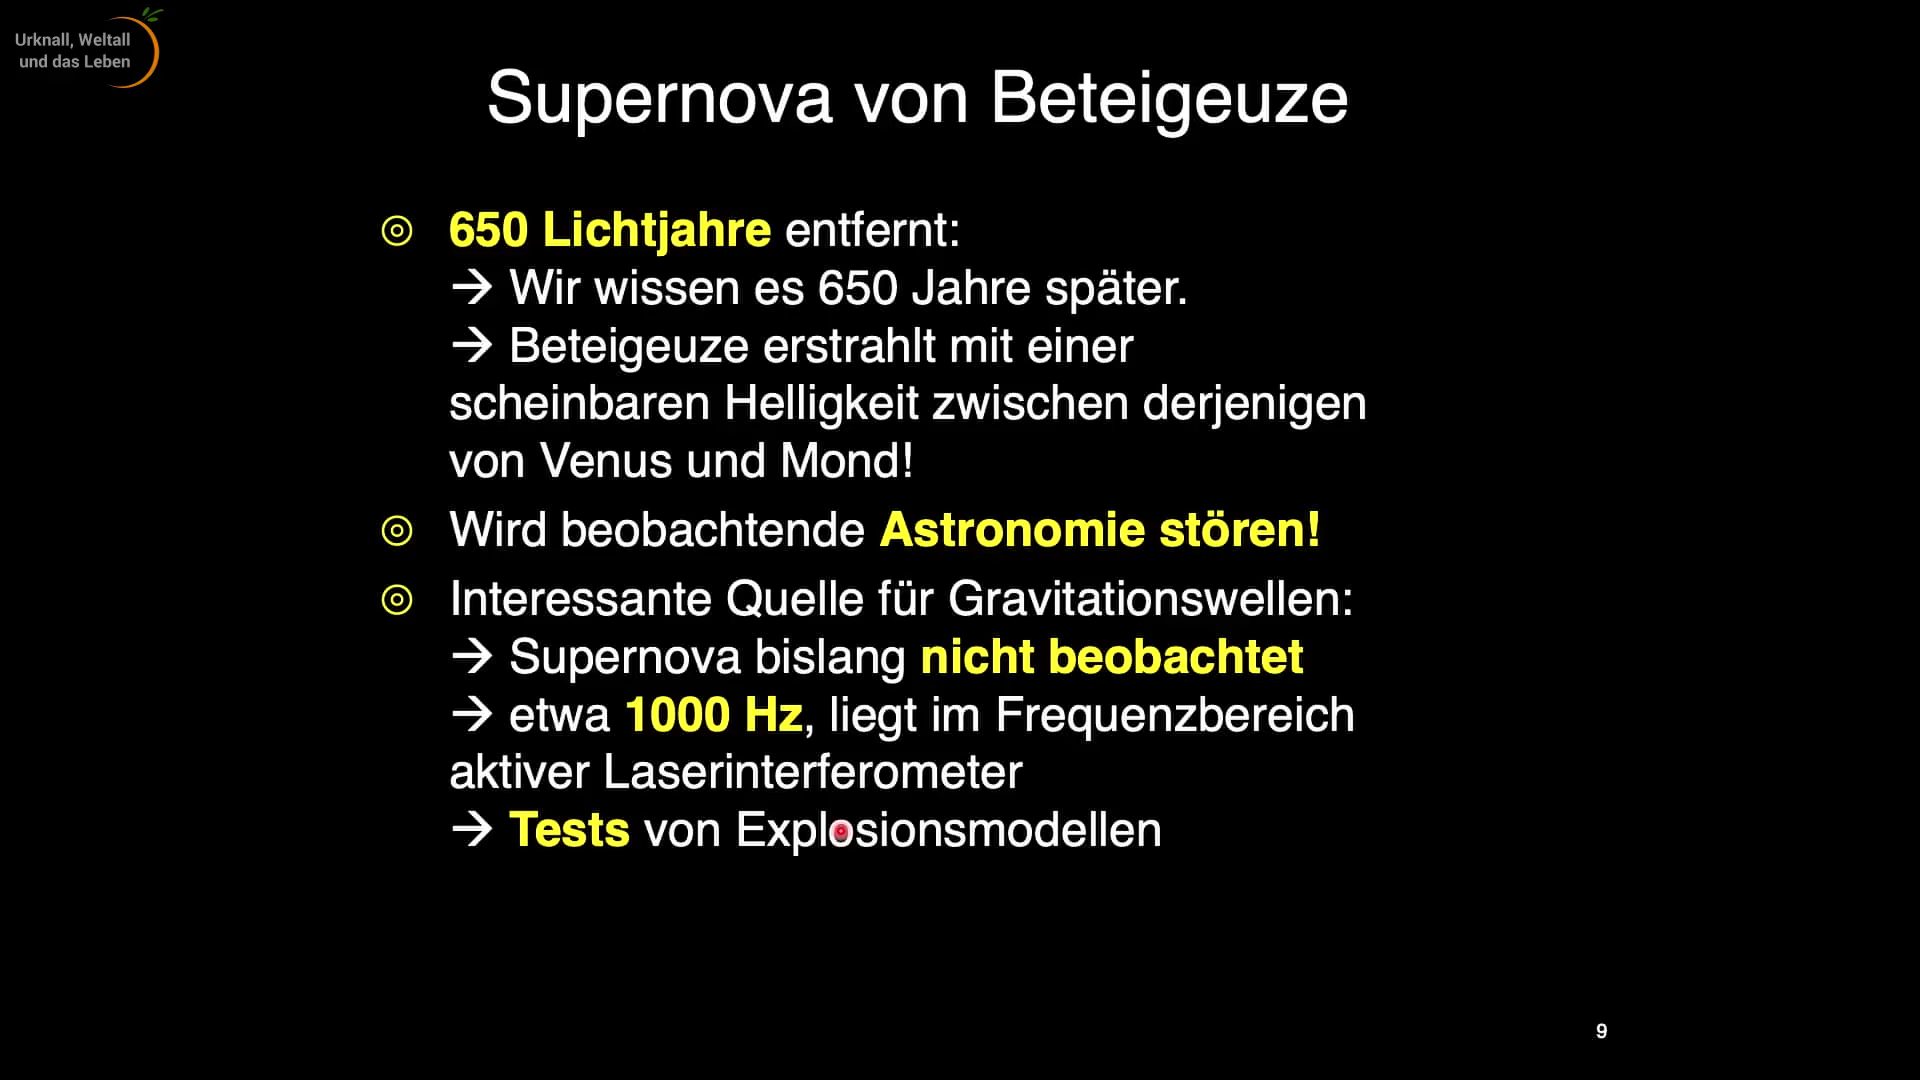 Urknall, Weltall
und das Leben
Supernova von Beteigeuze
650 Lichtjahre entfernt:
→ Wir wissen es 650 Jahre später.
→ Beteigeuze erstrahlt mit einer
scheinbaren Helligkeit zwischen derjenigen
von Venus und Mond!
Wird beobachtende Astronomie stören!
Interessante Quelle für Gravitationswellen:
→ Supernova bislang nicht beobachtet
→ etwa 1000 Hz, liegt im Frequenzbereich
aktiver Laserinterferometer
→ Tests von Explosionsmodellen
9